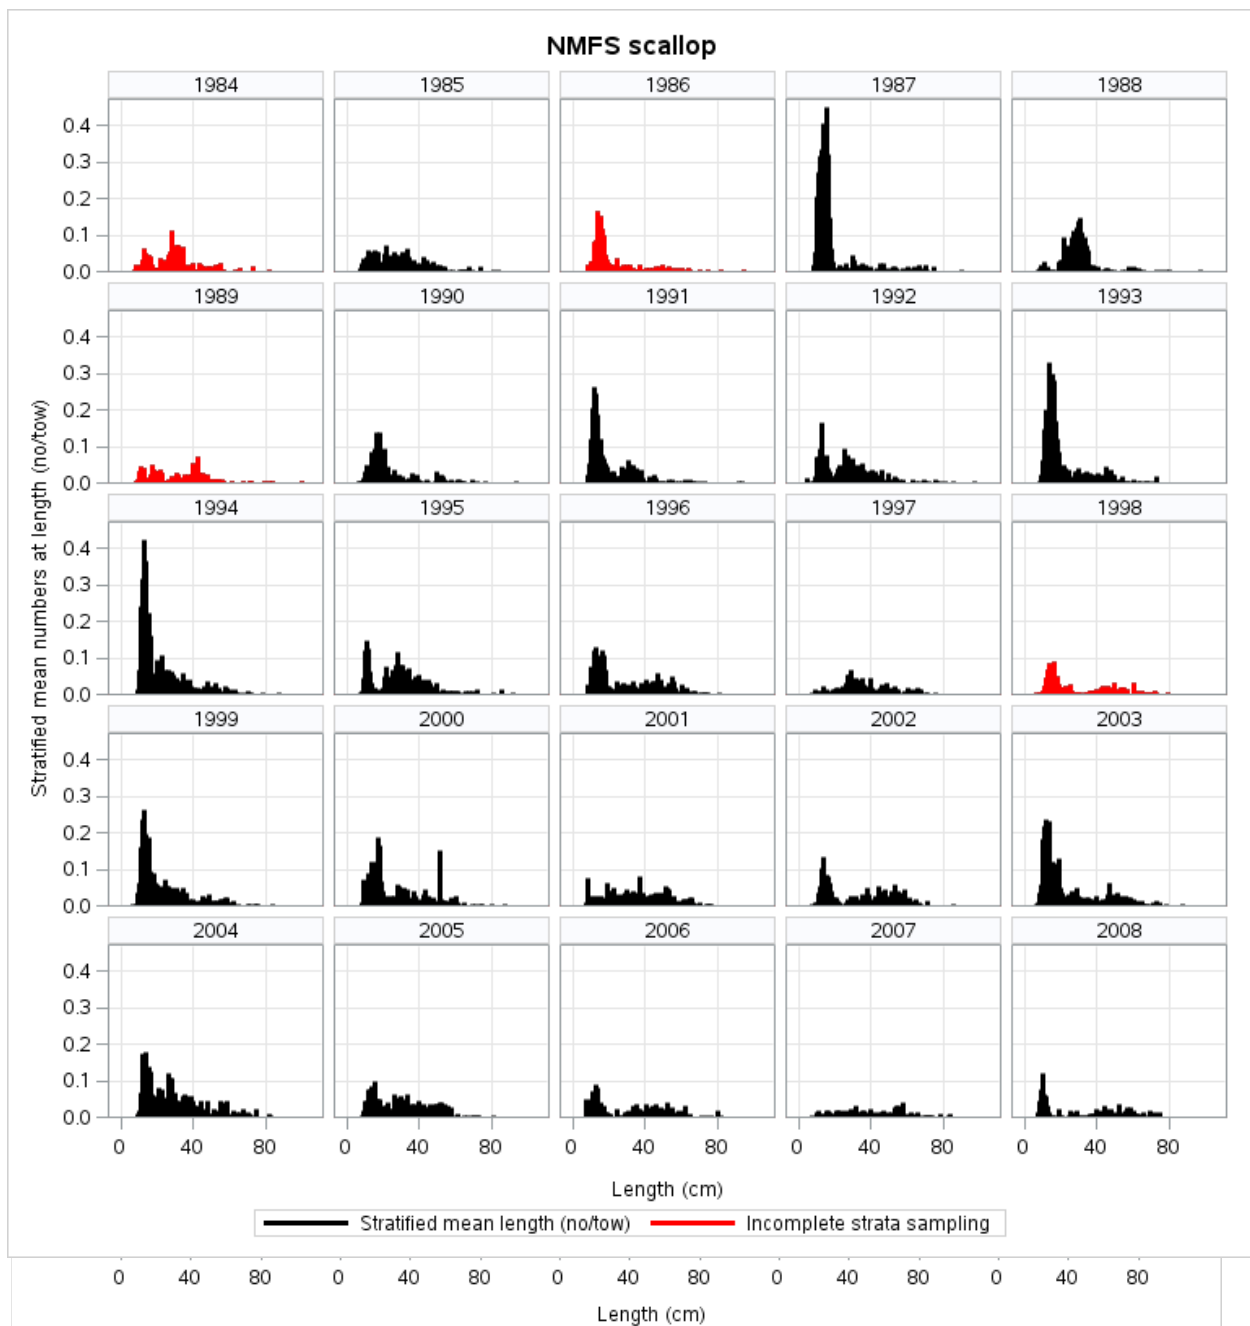 NMFS scallop
1984 1985 1986 1987 1988
0.4
0.3
0.2
0.1
0.0
1989 1990 1991 1992 1993
0.4
0.3
0.2
0.1
0.0
1994 1995 1996 1997 1998
0.4
0.3
0.2
0.1
0.0
Stratified mean numbers at length (no/tow)
1999 2000 2001 2002 2003
0.4
0.3
0.2
0.1
0.0
2004 2005 2006 2007 2008
0.4
0.3
0.2
0.1
0.0
0 40 80 0 40 80 0 40 80 0 40 80 0 40 80
Length (cm)
Stratified mean length (no/tow) Incomplete strata sampling
0 40 80 0 40 80 0 40 80 0 40 80 0 40 80
Length (cm)